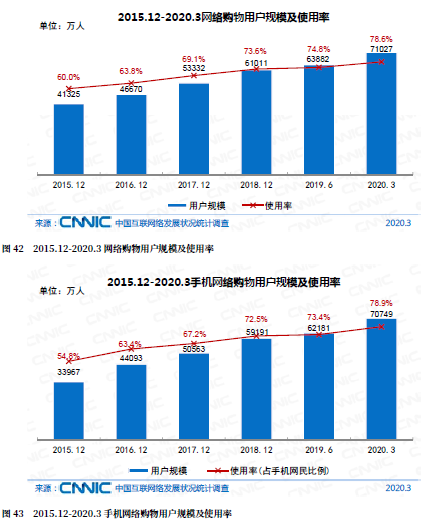 2015.12-2020.3网络购物用户规模及使用率
单位：万人
60.0% 63.8% 69.1% 73.6% 74.8% 78.6%
41325 46670 53332 61011 63882 71027
2015.12 2016.12 2017.12 2018.12 2019.6 2020.3
用户规模 使用率
来源：CNNIC 中国互联网络发展状况统计调查 2020.3
图 42 2015.12-2020.3 网络购物用户规模及使用率
2015.12-2020.3手机网络购物用户规模及使用率
单位：万人
54.8% 63.4% 67.2% 72.5% 73.4% 78.9%
33967 44093 50563 59191 62181 70749
2015.12 2016.12 2017.12 2018.12 2019.6 2020.3
用户规模 使用率(占手机网民比例)
来源：CNNIC 中国互联网络发展状况统计调查 2020.3
图 43 2015.12-2020.3 手机网络购物用户规模及使用率